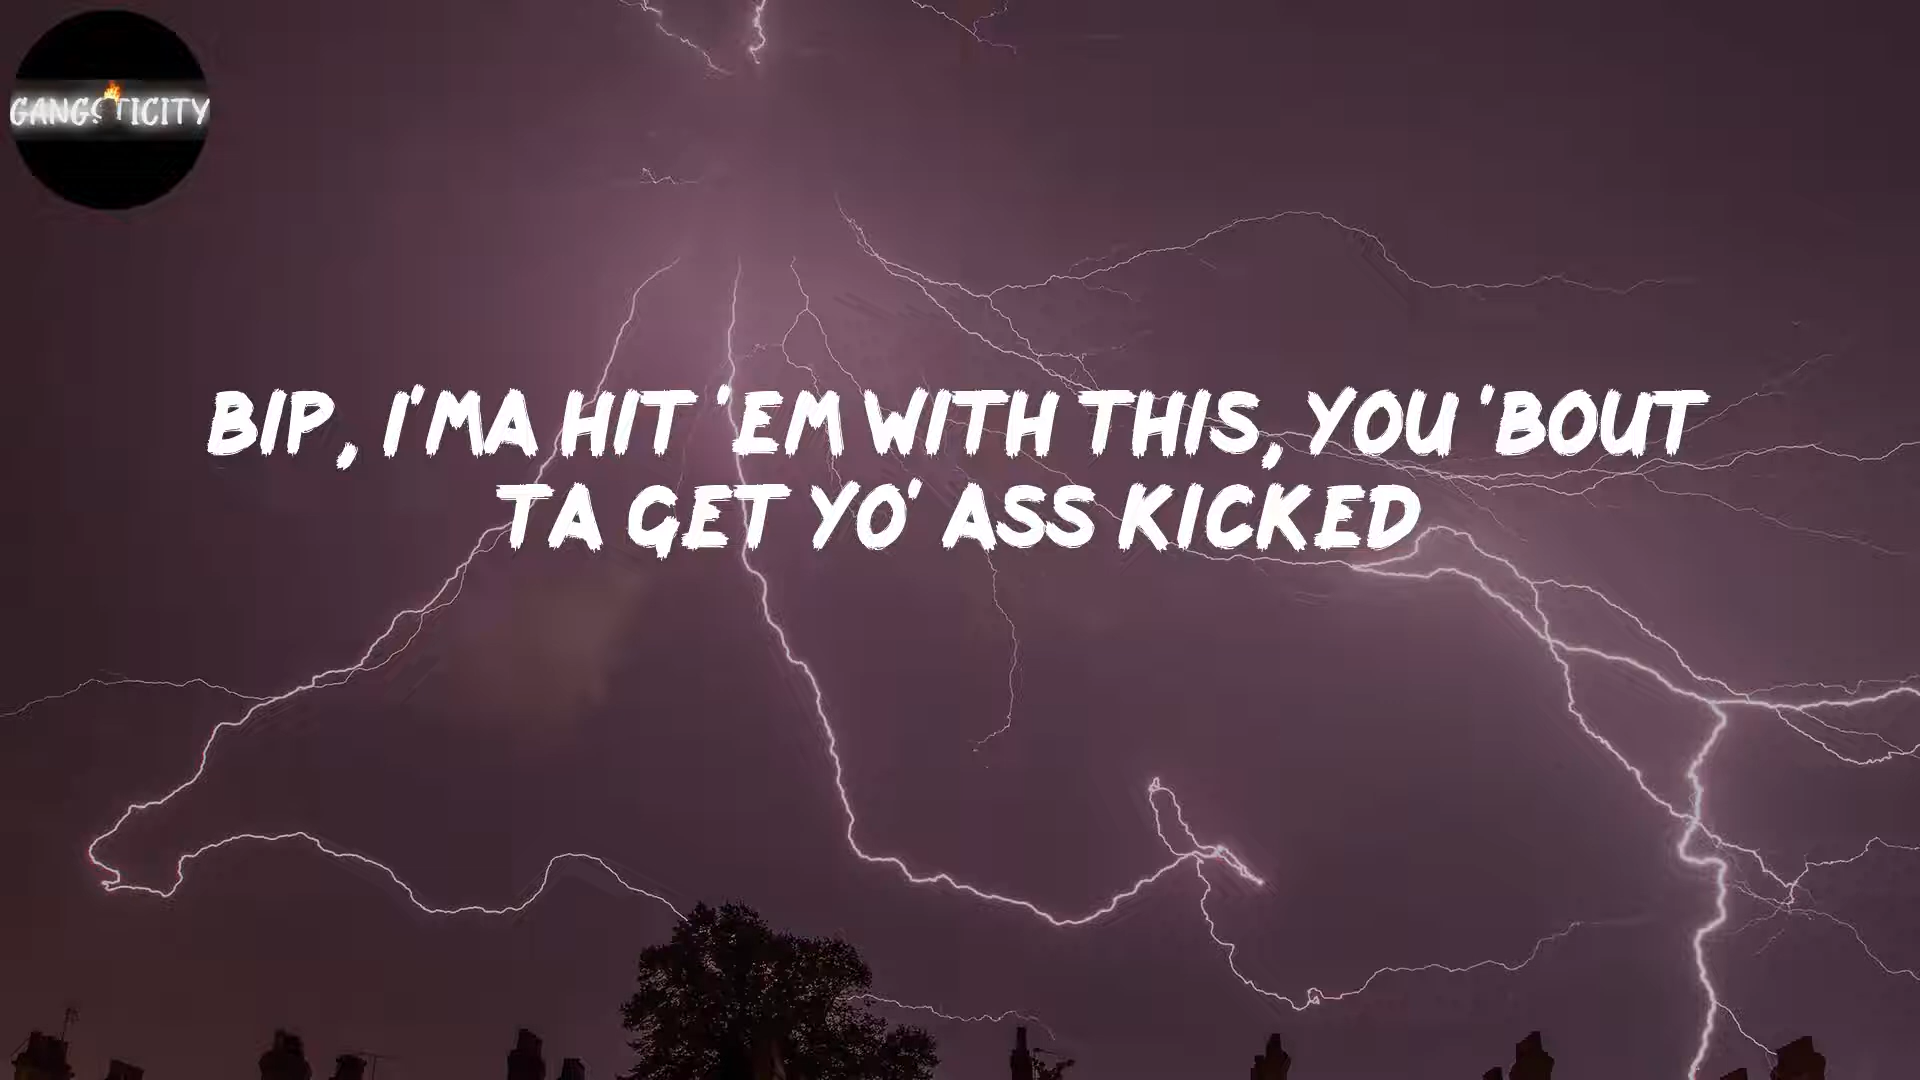 GANGSTICITY
BIP, I'MA HIT 'EM WITH THIS, YOU 'BOUT
TA GET YO' ASS KICKED